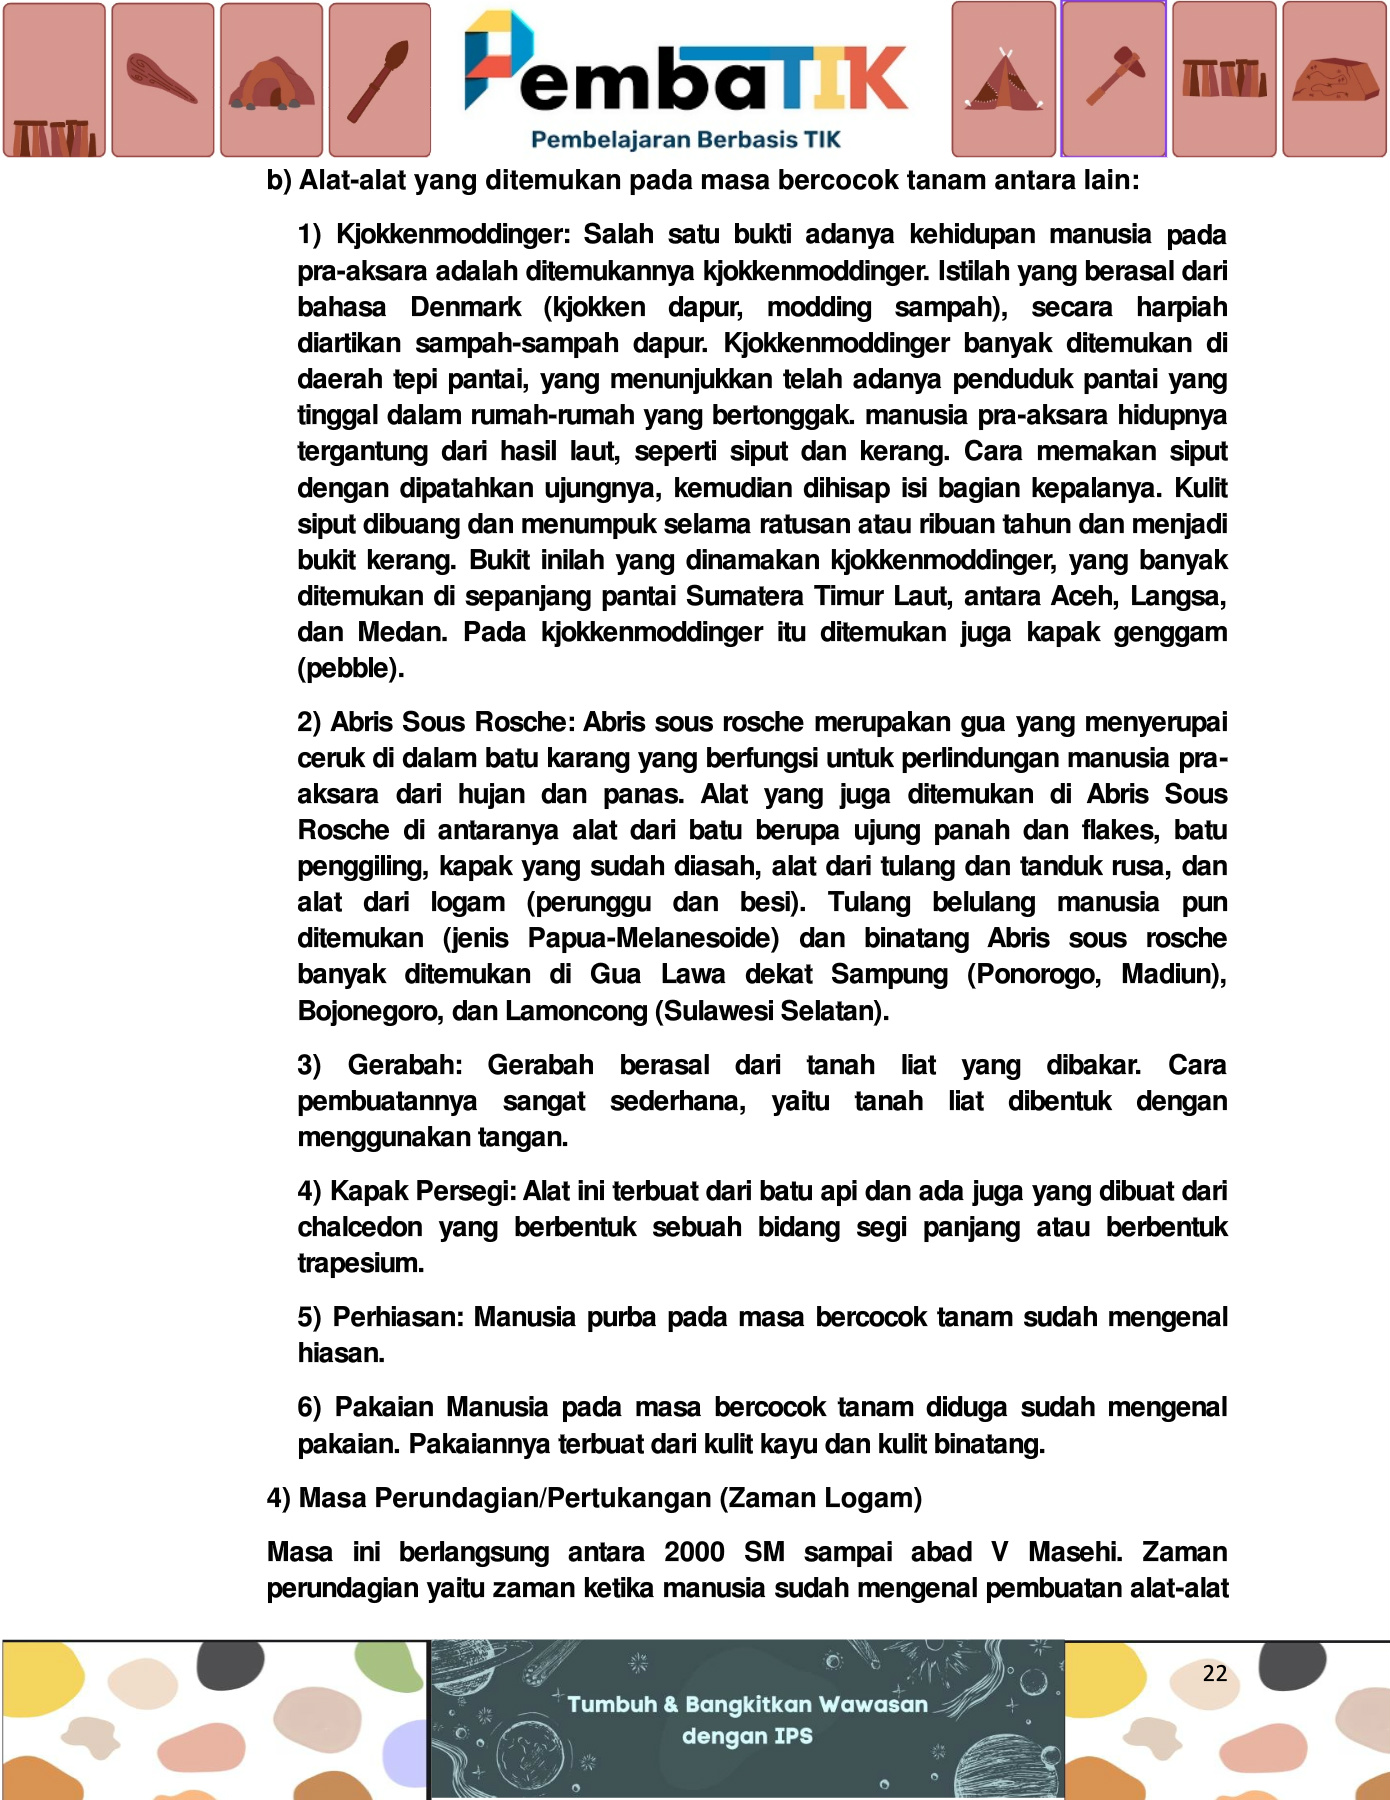 PembaTIK
Pembelajaran Berbasis TIK
b) Alat-alat yang ditemukan pada masa bercocok tanam antara lain:
1) Kjokkenmoddinger: Salah satu bukti adanya kehidupan manusia pada
pra-aksara adalah ditemukannya kjokkenmoddinger. Istilah yang berasal dari
bahasa Denmark (kjokken dapur, modding sampah), secara harpiah
diartikan sampah-sampah dapur. Kjokkenmoddinger banyak ditemukan di
daerah tepi pantai, yang menunjukkan telah adanya penduduk pantai yang
tinggal dalam rumah-rumah yang bertonggak. manusia pra-aksara hidupnya
tergantung dari hasil laut, seperti siput dan kerang. Cara memakan siput
dengan dipatahkan ujungnya, kemudian dihisap isi bagian kepalanya. Kulit
siput dibuang dan menumpuk selama ratusan atau ribuan tahun dan menjadi
bukit kerang. Bukit inilah yang dinamakan kjokkenmoddinger, yang banyak
ditemukan di sepanjang pantai Sumatera Timur Laut, antara Aceh, Langsa,
dan Medan. Pada kjokkenmoddinger itu ditemukan juga kapak genggam
(pebble).
2) Abris Sous Rosche: Abris sous rosche merupakan gua yang menyerupai
ceruk di dalam batu karang yang berfungsi untuk perlindungan manusia pra-
aksara dari hujan dan panas. Alat yang juga ditemukan di Abris Sous
Rosche di antaranya alat dari batu berupa ujung panah dan flakes, batu
penggiling, kapak yang sudah diasah, alat dari tulang dan tanduk rusa, dan
alat dari logam (perunggu dan besi). Tulang belulang manusia pun
ditemukan (jenis Papua-Melanesoide) dan binatang Abris sous rosche
banyak ditemukan di Gua Lawa dekat Sampung (Ponorogo, Madiun),
Bojonegoro, dan Lamoncong (Sulawesi Selatan).
3) Gerabah: Gerabah berasal dari tanah liat yang dibakar. Cara
pembuatannya sangat sederhana, yaitu tanah liat dibentuk dengan
menggunakan tangan.
4) Kapak Persegi: Alat ini terbuat dari batu api dan ada juga yang dibuat dari
chalcedon yang berbentuk sebuah bidang segi panjang atau berbentuk
trapesium.
5) Perhiasan: Manusia purba pada masa bercocok tanam sudah mengenal
hiasan.
6) Pakaian Manusia pada masa bercocok tanam diduga sudah mengenal
pakaian. Pakaiannya terbuat dari kulit kayu dan kulit binatang.
4) Masa Perundagian/Pertukangan (Zaman Logam)
Masa ini berlangsung antara 2000 SM sampai abad V Masehi. Zaman
perundagian yaitu zaman ketika manusia sudah mengenal pembuatan alat-alat
22
Tumbuh & Bangkitkan Wawasan
dengan IPS